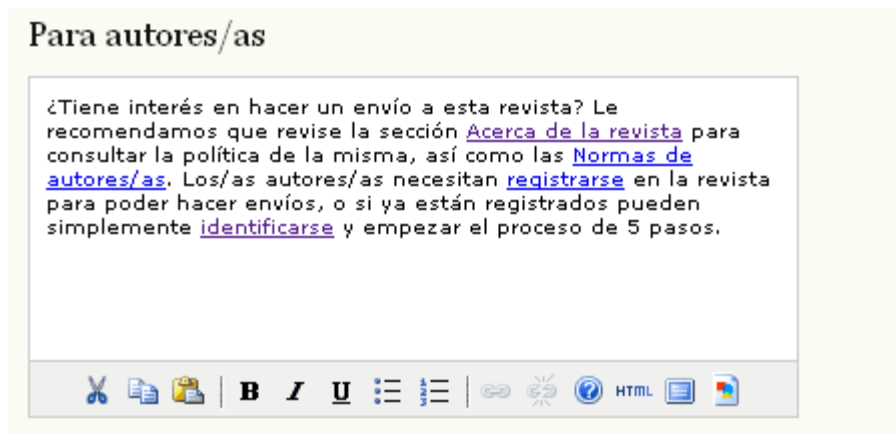 Para autores/as
¿Tiene interés en hacer un envío a esta revista? Le
recomendamos que revise la sección Acerca de la revista para
consultar la política de la misma, así como las Normas de
autores/as. Los/as autores/as necesitan registrarse en la revista
para poder hacer envíos, o si ya están registrados pueden
simplemente identificarse y empezar el proceso de 5 pasos.
B I U HTML